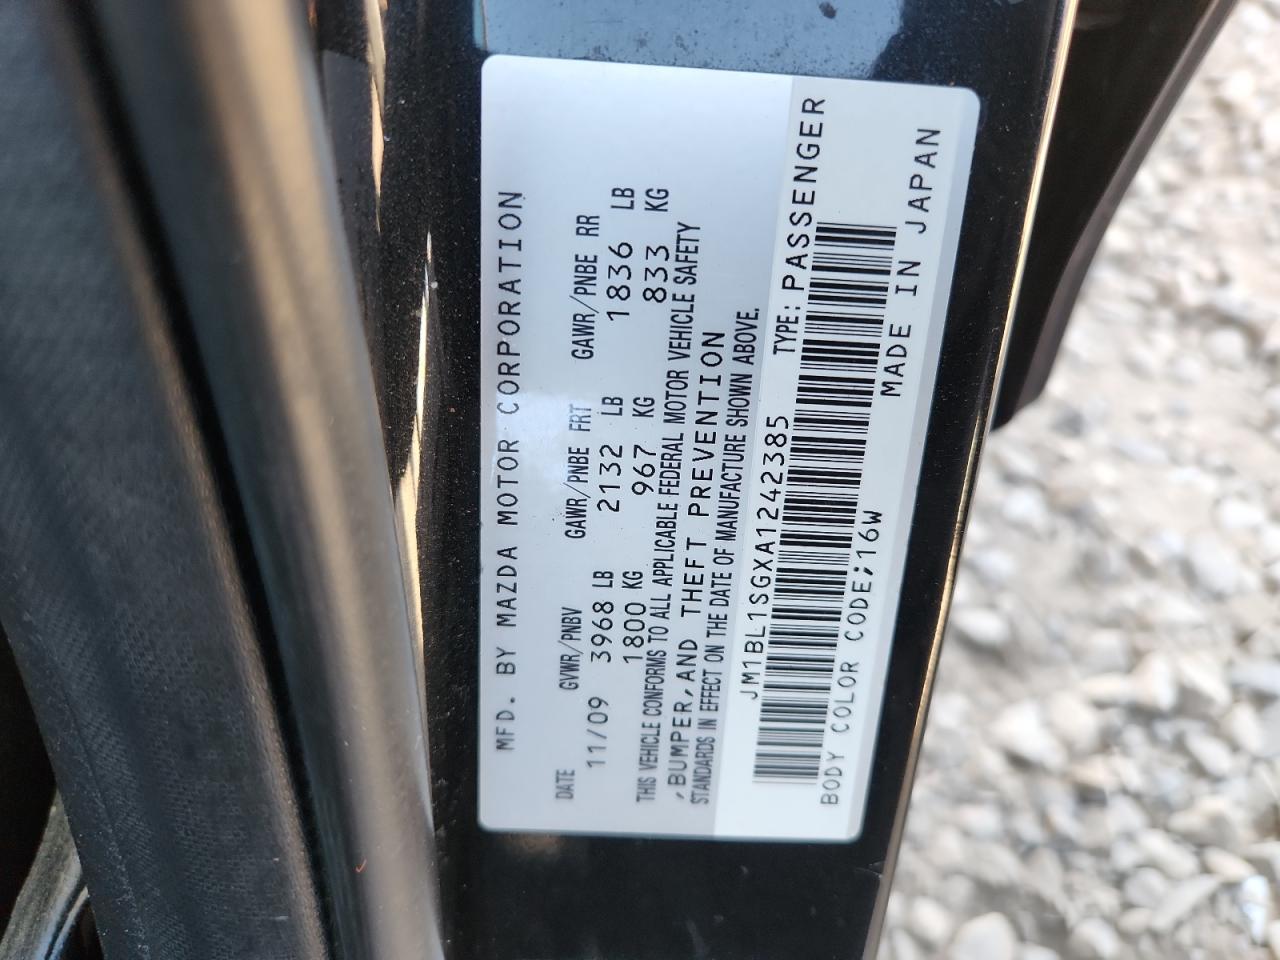 MFD. BY MAZDA MOTOR CORPORATION
DATE GVWR/PNBV GAWR/PNBE FRT GAWR/PNBE RR
11/09 3968 LB 2132 LB 1836 LB
1800 KG 967 KG 833 KG
THIS VEHICLE CONFORMS TO ALL APPLICABLE FEDERAL MOTOR VEHICLE SAFETY
,BUMPER,AND THEFT PREVENTION
STANDARDS IN EFFECT ON THE DATE OF MANUFACTURE SHOWN ABOVE.
JM1BL1SGXA1242385 TYPE: PASSENGER
BODY COLOR CODE;16W MADE IN JAPAN